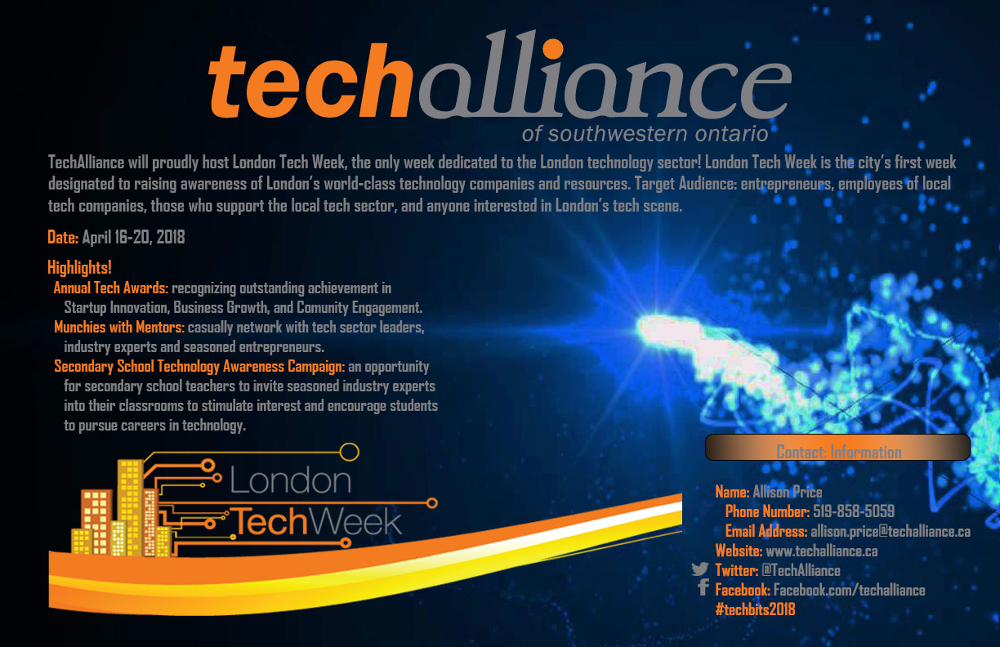 techalliance
of southwestern ontario
TechAlliance will proudly host London Tech Week, the only week dedicated to the London technology sector! London Tech Week is the city's first week
designated to raising awareness of London's world-class technology companies and resources. Target Audience: entrepreneurs, employees of local
tech companies, those who support the local tech sector, and anyone interested in London's tech scene.
Date: April 16-20, 2018
Highlights!
Annual Tech Awards: recognizing outstanding achievement in
Startup Innovation, Business Growth, and Comunity Engagement.
Munchies with Mentors: casually network with tech sector leaders,
industry experts and seasoned entrepreneurs.
Secondary School Technology Awareness Campaign: an opportunity
for secondary school teachers to invite seasoned industry experts
into their classrooms to stimulate interest and encourage students
to pursue careers in technology.
London
TechWeek
Contact: Information
Name: Allison Price
Phone Number: 519-858-5059
Email Address: allison.price@techalliance.ca
Website: www.techalliance.ca
Twitter: @TechAlliance
Facebook: Facebook.com/techalliance
#techbits2018